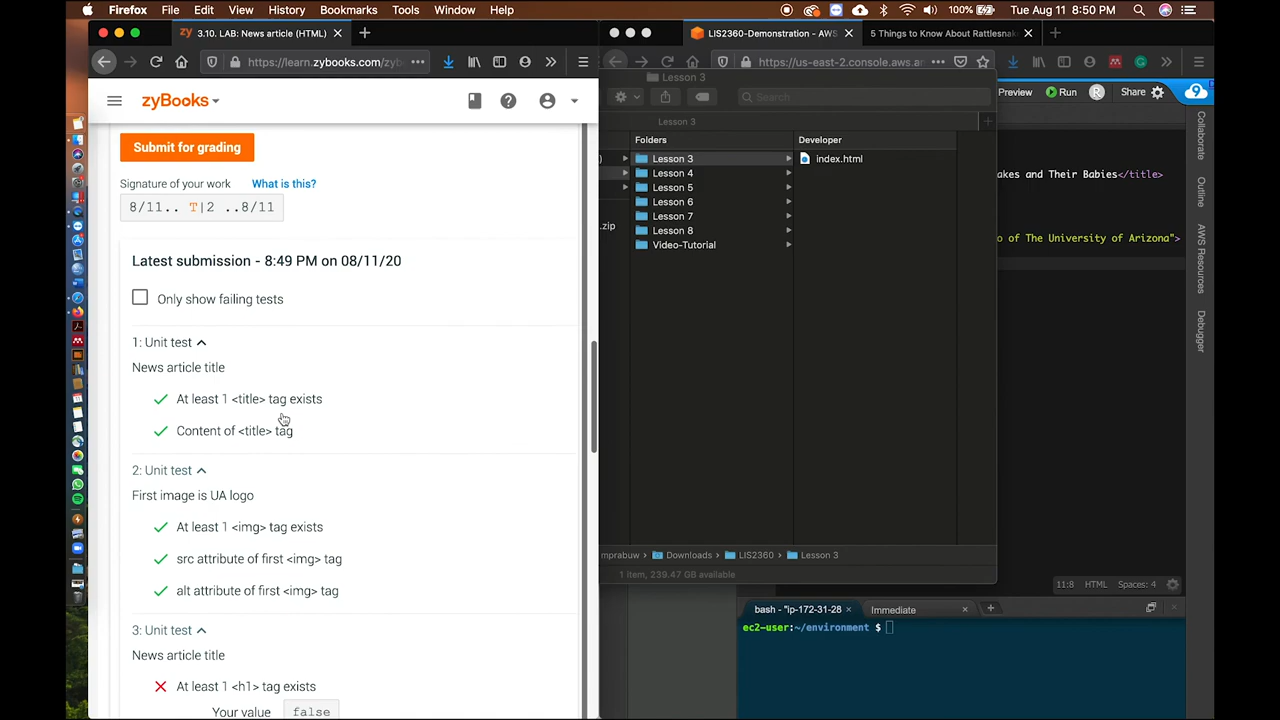 Firefox File Edit View History Bookmarks Tools Window Help 100% Tue Aug 11 8:50 PM
zy 3.10. LAB: News article (HTML)
https://learn.zybooks.com/zyb
zyBooks
Submit for grading
Signature of your work What is this?
8/11.. T|2 ..8/11
Latest submission - 8:49 PM on 08/11/20
Only show failing tests
1: Unit test
News article title
At least 1 <title> tag exists
Content of <title> tag
2: Unit test
First image is UA logo
At least 1 <img> tag exists
src attribute of first <img> tag
alt attribute of first <img> tag
3: Unit test
News article title
At least 1 <h1> tag exists
Your value false
LIS2360-Demonstration - AWS
5 Things to Know About Rattlesnak
https://us-east-2.console.aws.a
Lesson 3
Search
Preview Run R Share 9
Lesson 3
Folders Developer
Lesson 3 index.html
Lesson 4
Lesson 5
Lesson 6
Lesson 7
.zip
Lesson 8
Video-Tutorial
akes and Their Babies</title>
o of The University of Arizona">
Collaborate
Outline
AWS Resources
Debugger
mprabuw Downloads LIS2360 Lesson 3
1 item, 239.47 GB available
11:8 HTML Spaces: 4
bash - "ip-172-31-28 Immediate
ec2-user:~/environment $